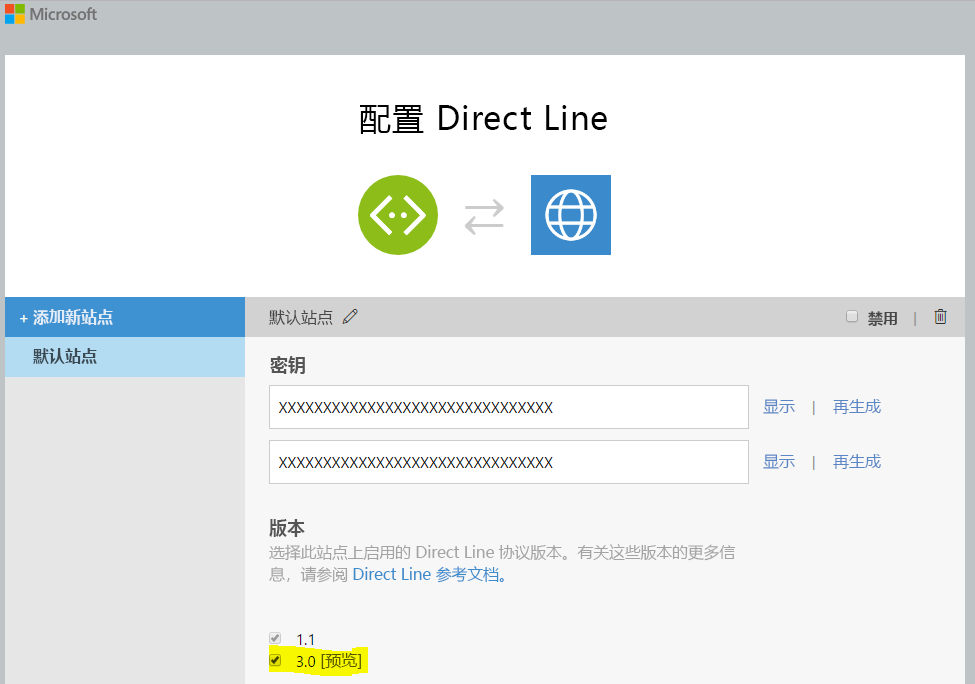 Microsoft
配置 Direct Line
+ 添加新站点
默认站点
默认站点
禁用 |
密钥
XXXXXXXXXXXXXXXXXXXXXXXXXXXXXXX
显示 | 再生成
XXXXXXXXXXXXXXXXXXXXXXXXXXXXXXX
显示 | 再生成
版本
选择此站点上启用的 Direct Line 协议版本。有关这些版本的更多信
息，请参阅 Direct Line 参考文档。
1.1
3.0 [预览]